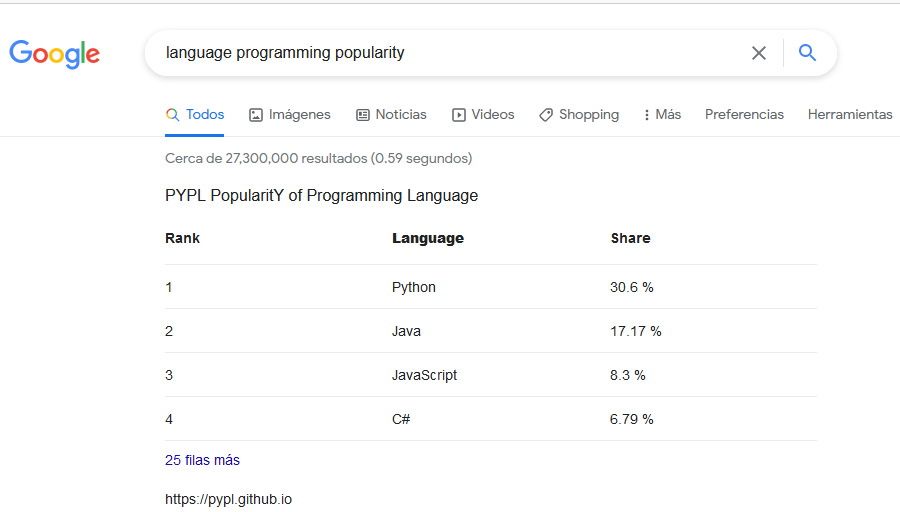 Google language programming popularity
Todos Imágenes Noticias Videos Shopping Más Preferencias Herramientas
Cerca de 27,300,000 resultados (0.59 segundos)
PYPL PopularitY of Programming Language
Rank Language Share
1 Python 30.6 %
2 Java 17.17 %
3 JavaScript 8.3 %
4 C# 6.79 %
25 filas más
https://pypl.github.io